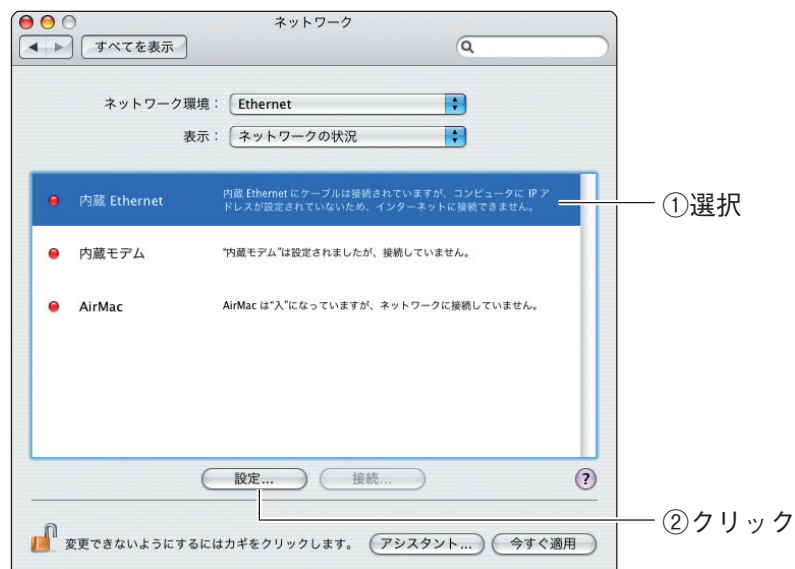 ネットワーク
すべてを表示
ネットワーク環境： Ethernet
表示： ネットワークの状況
内蔵 Ethernet
内蔵 Ethernet にケーブルは接続されていますが、コンピュータに IP ア
ドレスが設定されていないため、インターネットに接続できません。
①選択
内蔵モデム
“内蔵モデム”は設定されましたが、接続していません。
AirMac
AirMac は“入”になっていますが、ネットワークに接続していません。
設定...
接続...
?
②クリック
変更できないようにするにはカギをクリックします。
アシスタント...
今すぐ適用